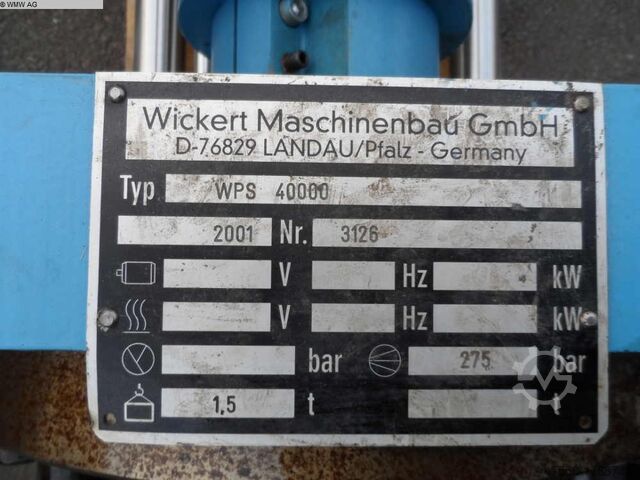 © WMW AG
Wickert Maschinenbau GmbH
D-76829 LANDAU/Pfalz - Germany
Typ WPS 40000
2001 Nr. 3126
V Hz kW
V Hz kW
bar 275 bar
1,5 t t